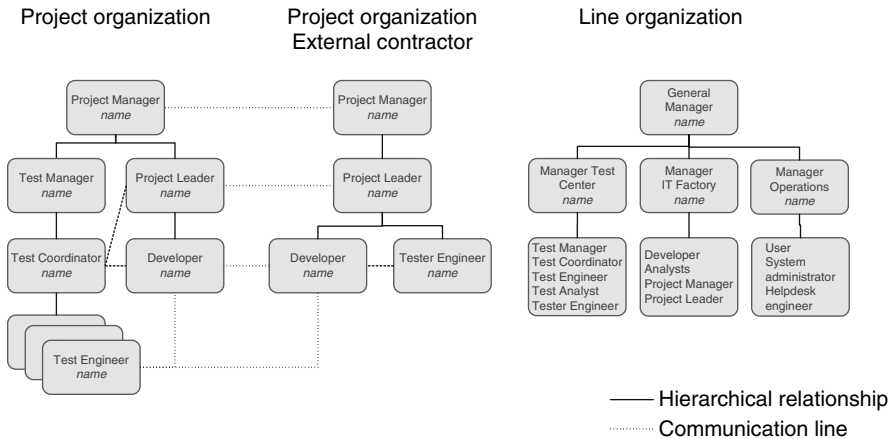 Project organization
Project organization
External contractor
Line organization
Project Manager
name
Project Manager
name
General
Manager
name
Test Manager
name
Project Leader
name
Project Leader
name
Manager Test
Center
name
Manager
IT Factory
name
Manager
Operations
name
Test Coordinator
name
Developer
name
Developer
name
Tester Engineer
name
Test Manager
Test Coordinator
Test Engineer
Test Analyst
Tester Engineer
Developer
Analysts
Project Manager
Project Leader
User
System
administrator
Helpdesk
engineer
Test Engineer
name
Hierarchical relationship
Communication line